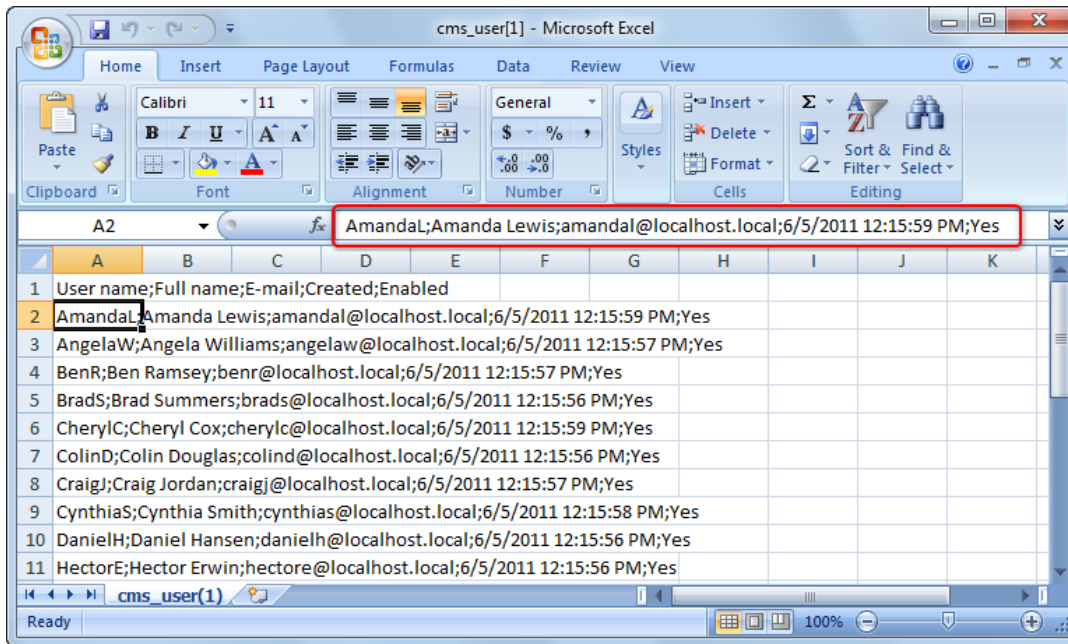 cms_user[1] - Microsoft Excel
Home Insert Page Layout Formulas Data Review View
Calibri 11 General Insert Σ
B I U A A $ % , Delete
Paste Styles Format Sort & Filter Find & Select
Clipboard Font Alignment Number Cells Editing
A2 fx AmandaL;Amanda Lewis;amandal@localhost.local;6/5/2011 12:15:59 PM;Yes
A B C D E F G H I J K
1 User name;Full name;E-mail;Created;Enabled
2 AmandaL;Amanda Lewis;amandal@localhost.local;6/5/2011 12:15:59 PM;Yes
3 AngelaW;Angela Williams;angelaw@localhost.local;6/5/2011 12:15:57 PM;Yes
4 BenR;Ben Ramsey;benr@localhost.local;6/5/2011 12:15:57 PM;Yes
5 BradS;Brad Summers;brads@localhost.local;6/5/2011 12:15:56 PM;Yes
6 CherylC;Cheryl Cox;cherylc@localhost.local;6/5/2011 12:15:59 PM;Yes
7 ColinD;Colin Douglas;colind@localhost.local;6/5/2011 12:15:56 PM;Yes
8 CraigJ;Craig Jordan;craigj@localhost.local;6/5/2011 12:15:57 PM;Yes
9 CynthiaS;Cynthia Smith;cynthias@localhost.local;6/5/2011 12:15:58 PM;Yes
10 DanielH;Daniel Hansen;danielh@localhost.local;6/5/2011 12:15:56 PM;Yes
11 HectorE;Hector Erwin;hectore@localhost.local;6/5/2011 12:15:56 PM;Yes
cms_user(1)
Ready 100%